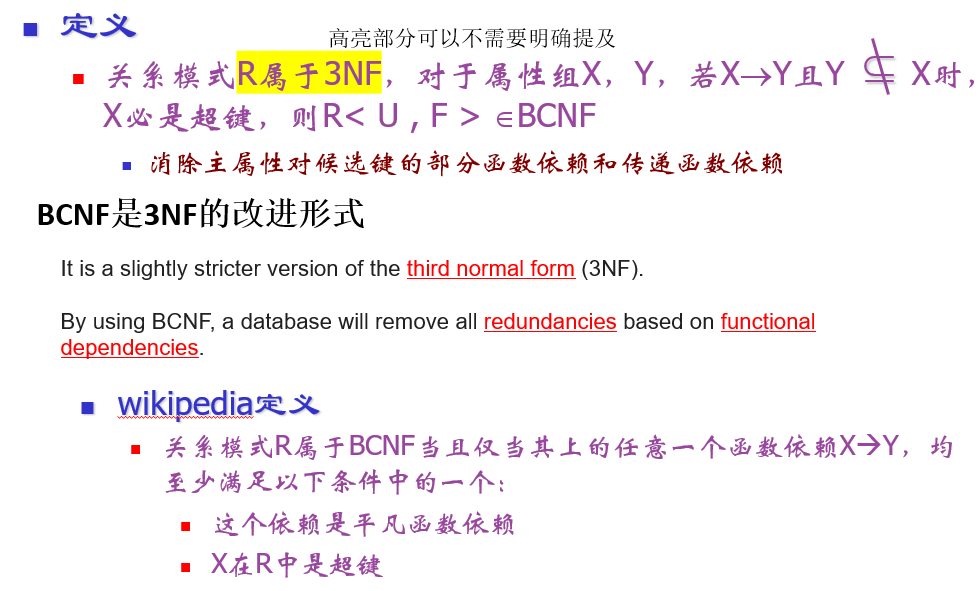 定义
高亮部分可以不需要明确提及
关系模式R属于3NF，对于属性组X，Y，若X→Y且Y ⊈ X时，
X必是超键，则R< U , F > ∈BCNF
消除主属性对候选键的部分函数依赖和传递函数依赖
BCNF是3NF的改进形式
It is a slightly stricter version of the third normal form (3NF).
By using BCNF, a database will remove all redundancies based on functional
dependencies.
wikipedia定义
关系模式R属于BCNF当且仅当其上的任意一个函数依赖X→Y，均
至少满足以下条件中的一个：
这个依赖是平凡函数依赖
X在R中是超键